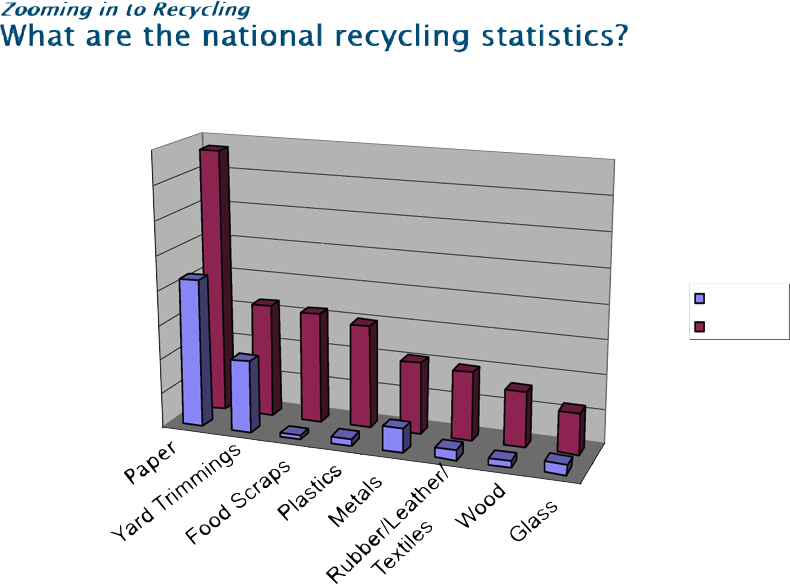 Zooming in to Recycling
What are the national recycling statistics?
Paper
Yard Trimmings
Food Scraps
Plastics
Metals
Rubber/Leather/
Textiles
Wood
Glass